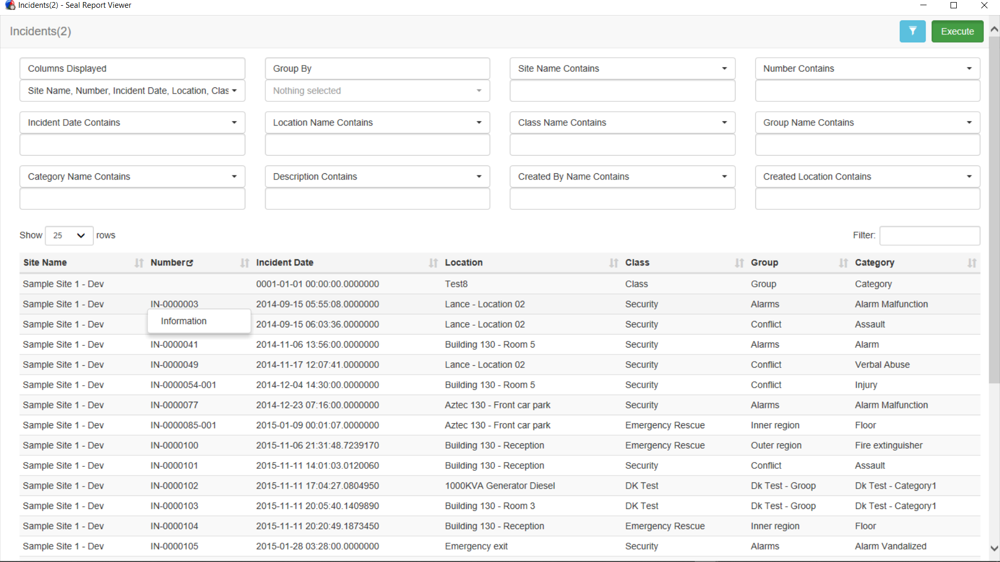 Incidents(2) - Seal Report Viewer
Incidents(2)
Execute
Columns Displayed
Group By
Site Name Contains
Number Contains
Site Name, Number, Incident Date, Location, Clas
Nothing selected
Incident Date Contains
Location Name Contains
Class Name Contains
Group Name Contains
Category Name Contains
Description Contains
Created By Name Contains
Created Location Contains
Show 25 rows
Filter:
Site Name Number Incident Date Location Class Group Category
Sample Site 1 - Dev 0001-01-01 00:00:00.0000000 Test8 Class Group Category
Sample Site 1 - Dev IN-0000003 2014-09-15 05:55:08.0000000 Lance - Location 02 Security Alarms Alarm Malfunction
Information
Sample Site 1 - Dev 2014-09-15 06:03:36.0000000 Lance - Location 02 Security Conflict Assault
Sample Site 1 - Dev IN-0000041 2014-11-06 13:56:00.0000000 Building 130 - Room 5 Security Alarms Alarm
Sample Site 1 - Dev IN-0000049 2014-11-17 12:07:41.0000000 Lance - Location 02 Security Conflict Verbal Abuse
Sample Site 1 - Dev IN-0000054-001 2014-12-04 14:30:00.0000000 Building 130 - Room 5 Security Conflict Injury
Sample Site 1 - Dev IN-0000077 2014-12-23 07:16:00.0000000 Aztec 130 - Front car park Security Alarms Alarm Malfunction
Sample Site 1 - Dev IN-0000085-001 2015-01-09 00:01:07.0000000 Aztec 130 - Front car park Emergency Rescue Inner region Floor
Sample Site 1 - Dev IN-0000100 2015-11-06 21:31:48.7239170 Building 130 - Reception Emergency Rescue Outer region Fire extinguisher
Sample Site 1 - Dev IN-0000101 2015-11-11 14:01:03.0120060 Building 130 - Reception Security Conflict Assault
Sample Site 1 - Dev IN-0000102 2015-11-11 17:04:27.0804950 1000KVA Generator Diesel DK Test Dk Test - Groop Dk Test - Category1
Sample Site 1 - Dev IN-0000103 2015-11-11 20:05:40.1409890 Building 130 - Room 3 DK Test Dk Test - Groop Dk Test - Category1
Sample Site 1 - Dev IN-0000104 2015-11-11 20:20:49.1873450 Building 130 - Reception Emergency Rescue Inner region Floor
Sample Site 1 - Dev IN-0000105 2015-01-28 03:28:00.0000000 Emergency exit Security Alarms Alarm Vandalized